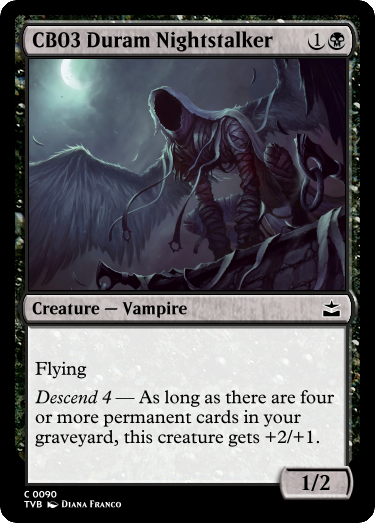 CB03 Duram Nightstalker 1
Creature — Vampire
Flying
Descend 4 — As long as there are four
or more permanent cards in your
graveyard, this creature gets +2/+1.
1/2
C 0090
TVB Diana Franco